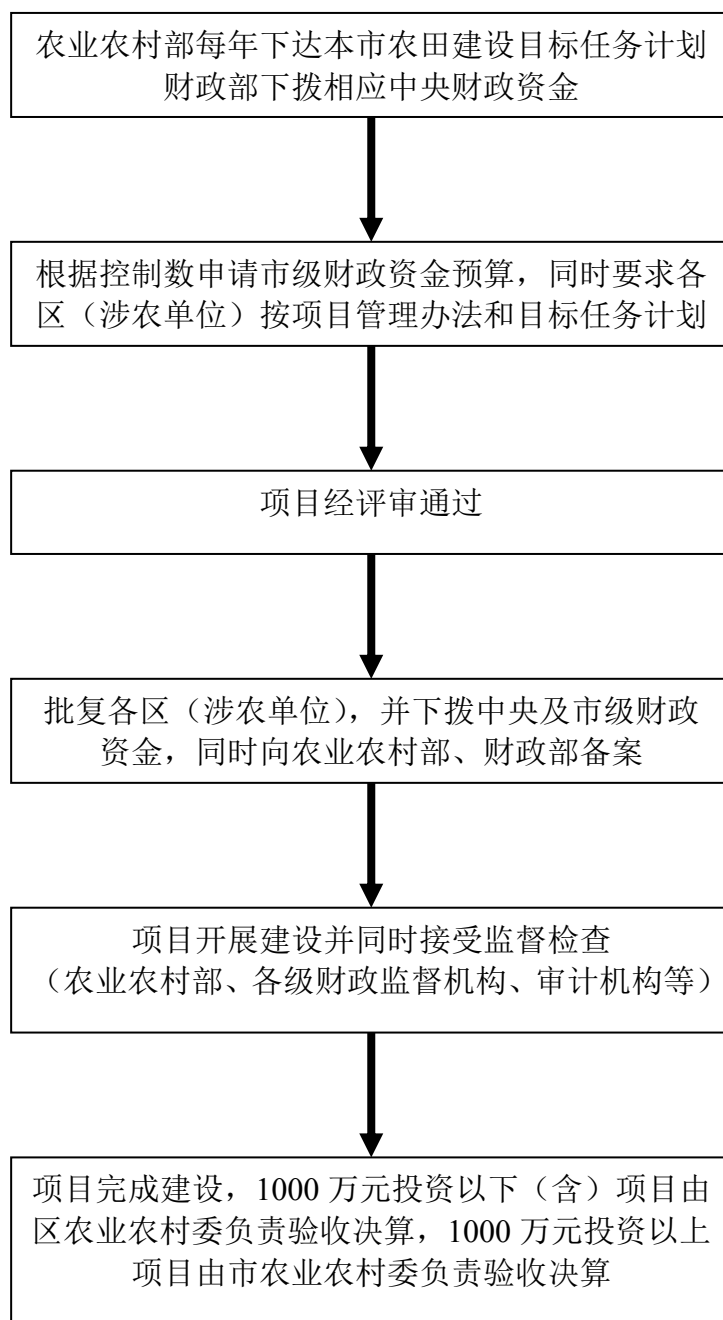 农业农村部每年下达本市农田建设目标任务计划
财政部下拨相应中央财政资金
根据控制数申请市级财政资金预算，同时要求各
区（涉农单位）按项目管理办法和目标任务计划
项目经评审通过
批复各区（涉农单位），并下拨中央及市级财政
资金，同时向农业农村部、财政部备案
项目开展建设并同时接受监督检查
（农业农村部、各级财政监督机构、审计机构等）
项目完成建设，1000 万元投资以下（含）项目由
区农业农村委负责验收决算，1000 万元投资以上
项目由市农业农村委负责验收决算